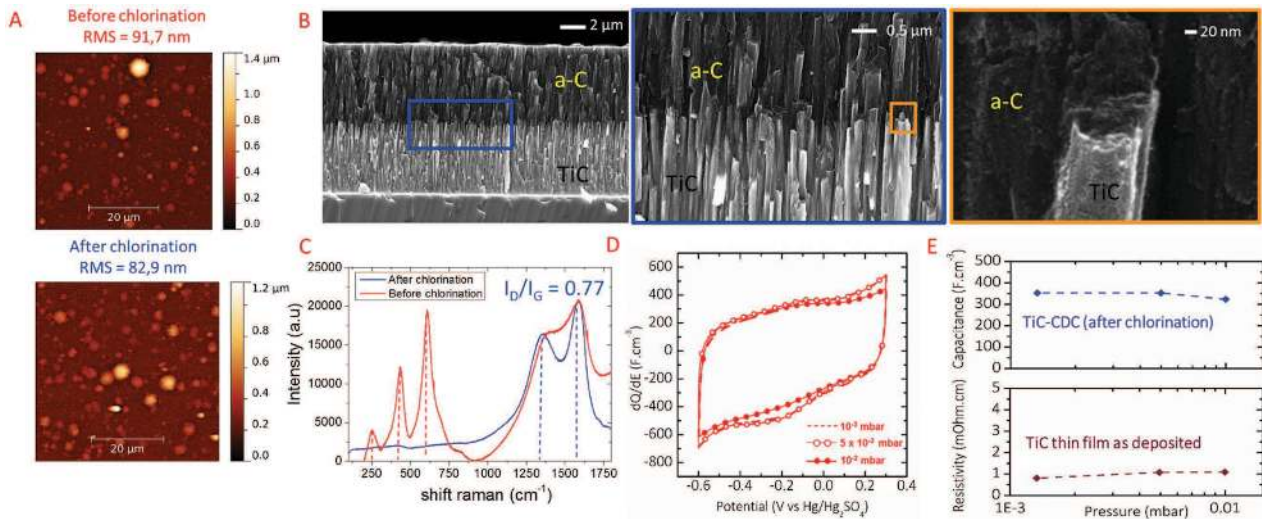 A
Before chlorination
RMS = 91,7 nm
1.4 µm
1.2
1.0
0.8
0.6
0.4
0.2
0.0
20 µm
After chlorination
RMS = 82,9 nm
1.2 µm
1.0
0.8
0.6
0.4
0.2
0.0
20 µm
B
2 µm
a-C
TiC
0,5 µm
a-C
TiC
20 nm
a-C
TiC
C
25000
20000
15000
10000
5000
0
Intensity (a.u)
After chlorination
Before chlorination
I_D/I_G = 0.77
250 500 750 1000 1250 1500 1750
shift raman (cm⁻¹)
D
600
400
200
0
-200
-400
-600
-800
dQ/dE (F.cm⁻³)
10⁻³ mbar
5 x 10⁻³ mbar
10⁻² mbar
-0.6 -0.4 -0.2 0.0 0.2 0.4
Potential (V vs Hg/Hg₂SO₄)
E
500
400
300
200
100
0
Capacitance (F.cm⁻³)
TiC-CDC (after chlorination)
6
5
4
3
2
1
0
Resistivity (mOhm.cm)
TiC thin film as deposited
1E-3 0.01
Pressure (mbar)